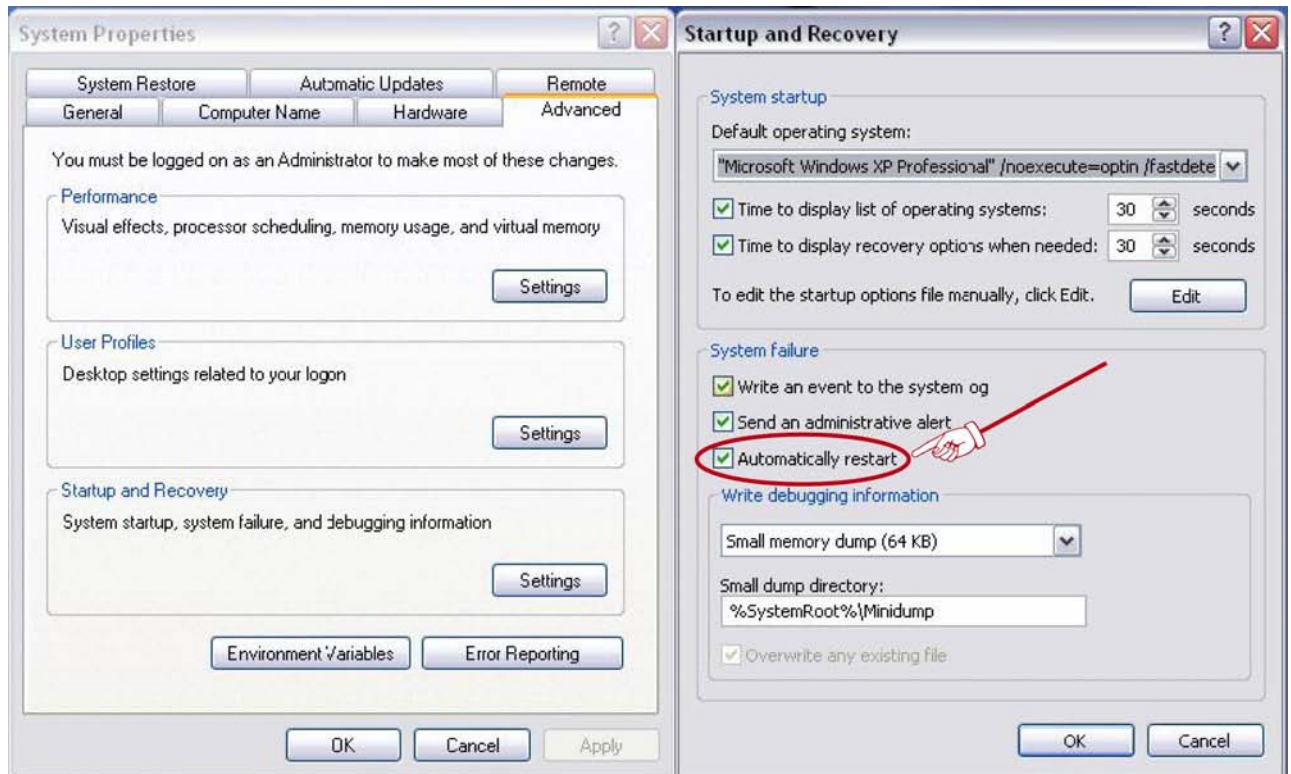 System Properties
System Restore
Automatic Updates
Remote
General
Computer Name
Hardware
Advanced
You must be logged on as an Administrator to make most of these changes.
Performance
Visual effects, processor scheduling, memory usage, and virtual memory
Settings
User Profiles
Desktop settings related to your logon
Settings
Startup and Recovery
System startup, system failure, and debugging information
Settings
Environment Variables
Error Reporting
OK
Cancel
Apply
Startup and Recovery
System startup
Default operating system:
"Microsoft Windows XP Professional" /noexecute=optin /fastdete
Time to display list of operating systems: 30 seconds
Time to display recovery options when needed: 30 seconds
To edit the startup options file manually, click Edit.
Edit
System failure
Write an event to the system og
Send an administrative alert
Automatically restart
Write debugging information
Small memory dump (64 KB)
Small dump directory:
%SystemRoot%\Minidump
Overwrite any existing file
OK
Cancel